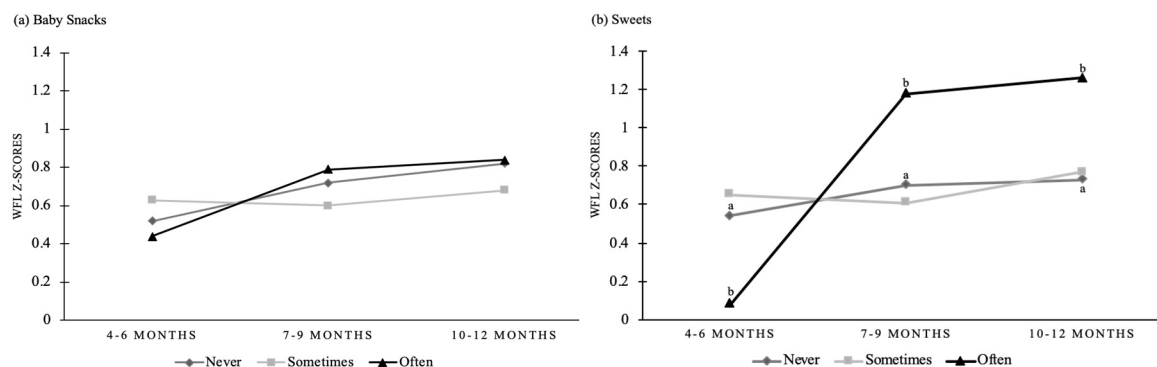 (a) Baby Snacks
1.4
1.2
1
0.8
0.6
0.4
0.2
0
WFL Z-SCORES
4-6 MONTHS 7-9 MONTHS 10-12 MONTHS
Never Sometimes Often
(b) Sweets
1.4
1.2
1
0.8
0.6
0.4
0.2
0
WFL Z-SCORES
b b
a a
a
b
4-6 MONTHS 7-9 MONTHS 10-12 MONTHS
Never Sometimes Often